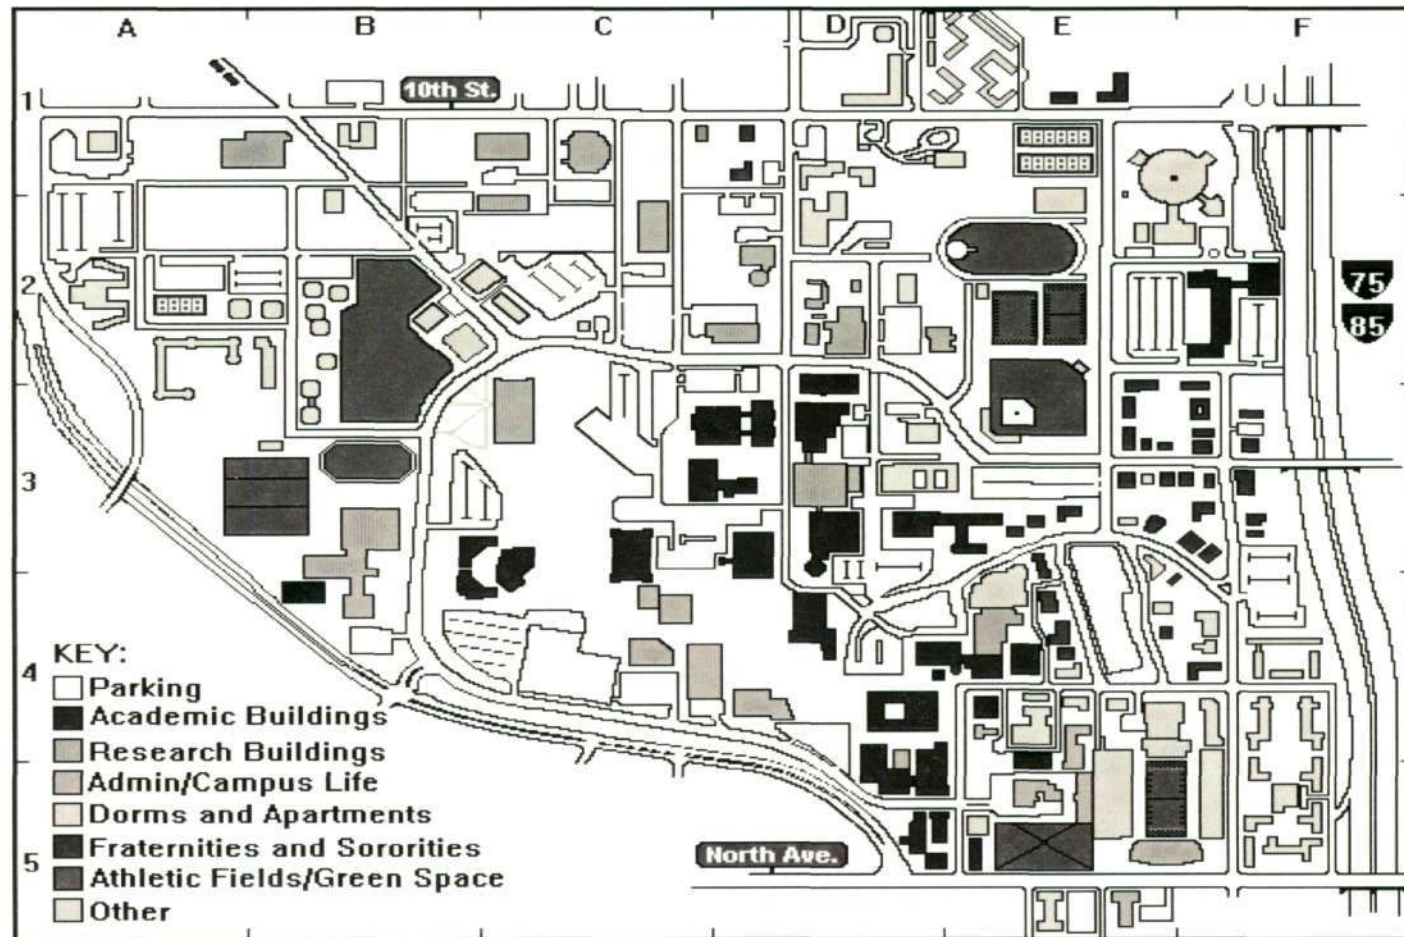 A B C D E F
1
10th St.
2
75
85
3
KEY:
4
Parking
Academic Buildings
Research Buildings
Admin/Campus Life
Dorms and Apartments
Fraternities and Sororities
5
North Ave.
Athletic Fields/Green Space
Other